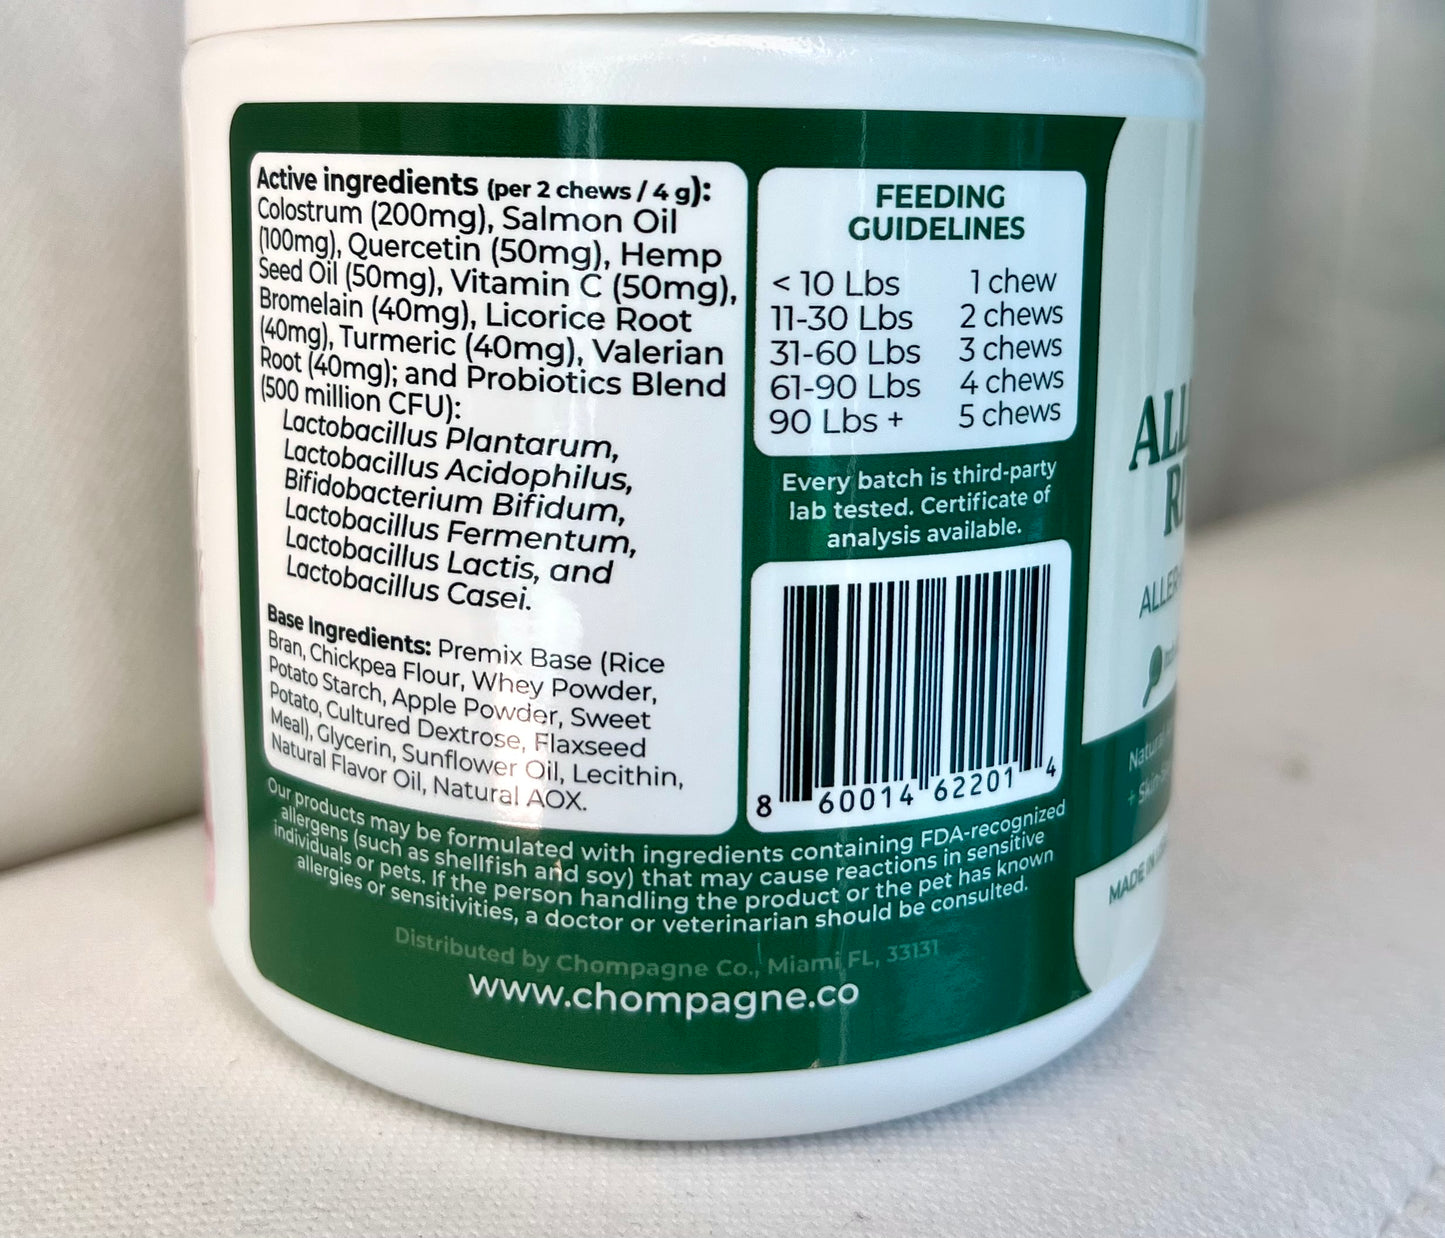 Active ingredients (per 2 chews / 4 g):
Colostrum (200mg), Salmon Oil
(100mg), Quercetin (50mg), Hemp
Seed Oil (50mg), Vitamin C (50mg),
Bromelain (40mg), Licorice Root
(40mg), Turmeric (40mg), Valerian
Root (40mg); and Probiotics Blend
(500 million CFU):
Lactobacillus Plantarum,
Lactobacillus Acidophilus,
Bifidobacterium Bifidum,
Lactobacillus Fermentum,
Lactobacillus Lactis, and
Lactobacillus Casei.
Base Ingredients: Premix Base (Rice
Bran, Chickpea Flour, Whey Powder,
Potato Starch, Apple Powder, Sweet
Potato, Cultured Dextrose, Flaxseed
Meal), Glycerin, Sunflower Oil, Lecithin,
Natural Flavor Oil, Natural AOX.
FEEDING
GUIDELINES
< 10 Lbs 1 chew
11-30 Lbs 2 chews
31-60 Lbs 3 chews
61-90 Lbs 4 chews
90 Lbs + 5 chews
Every batch is third-party
lab tested. Certificate of
analysis available.
8 60014 62201 4
Our products may be formulated with ingredients containing FDA-recognized
allergens (such as shellfish and soy) that may cause reactions in sensitive
individuals or pets. If the person handling the product or the pet has known
allergies or sensitivities, a doctor or veterinarian should be consulted.
Distributed by Chompagne Co., Miami FL, 33131
www.chompagne.co
Natural
MADE IN